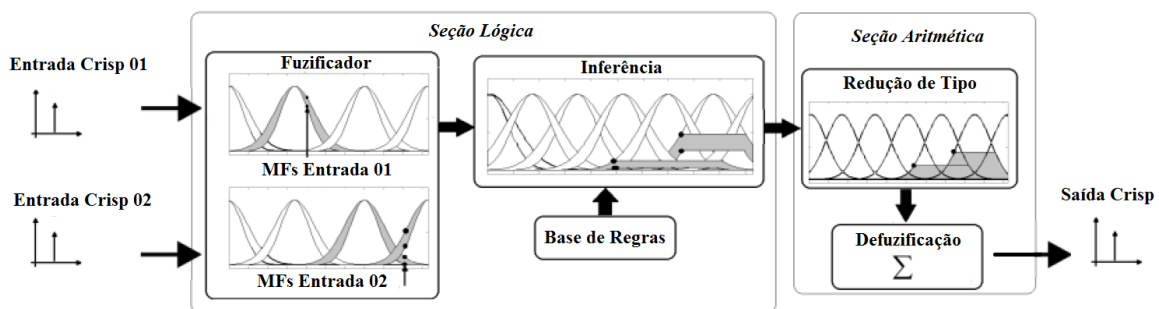 Seção Lógica
Seção Aritmética
Entrada Crisp 01
Fuzificador
MFs Entrada 01
Entrada Crisp 02
MFs Entrada 02
Inferência
Base de Regras
Redução de Tipo
Defuzificação
Σ
Saída Crisp